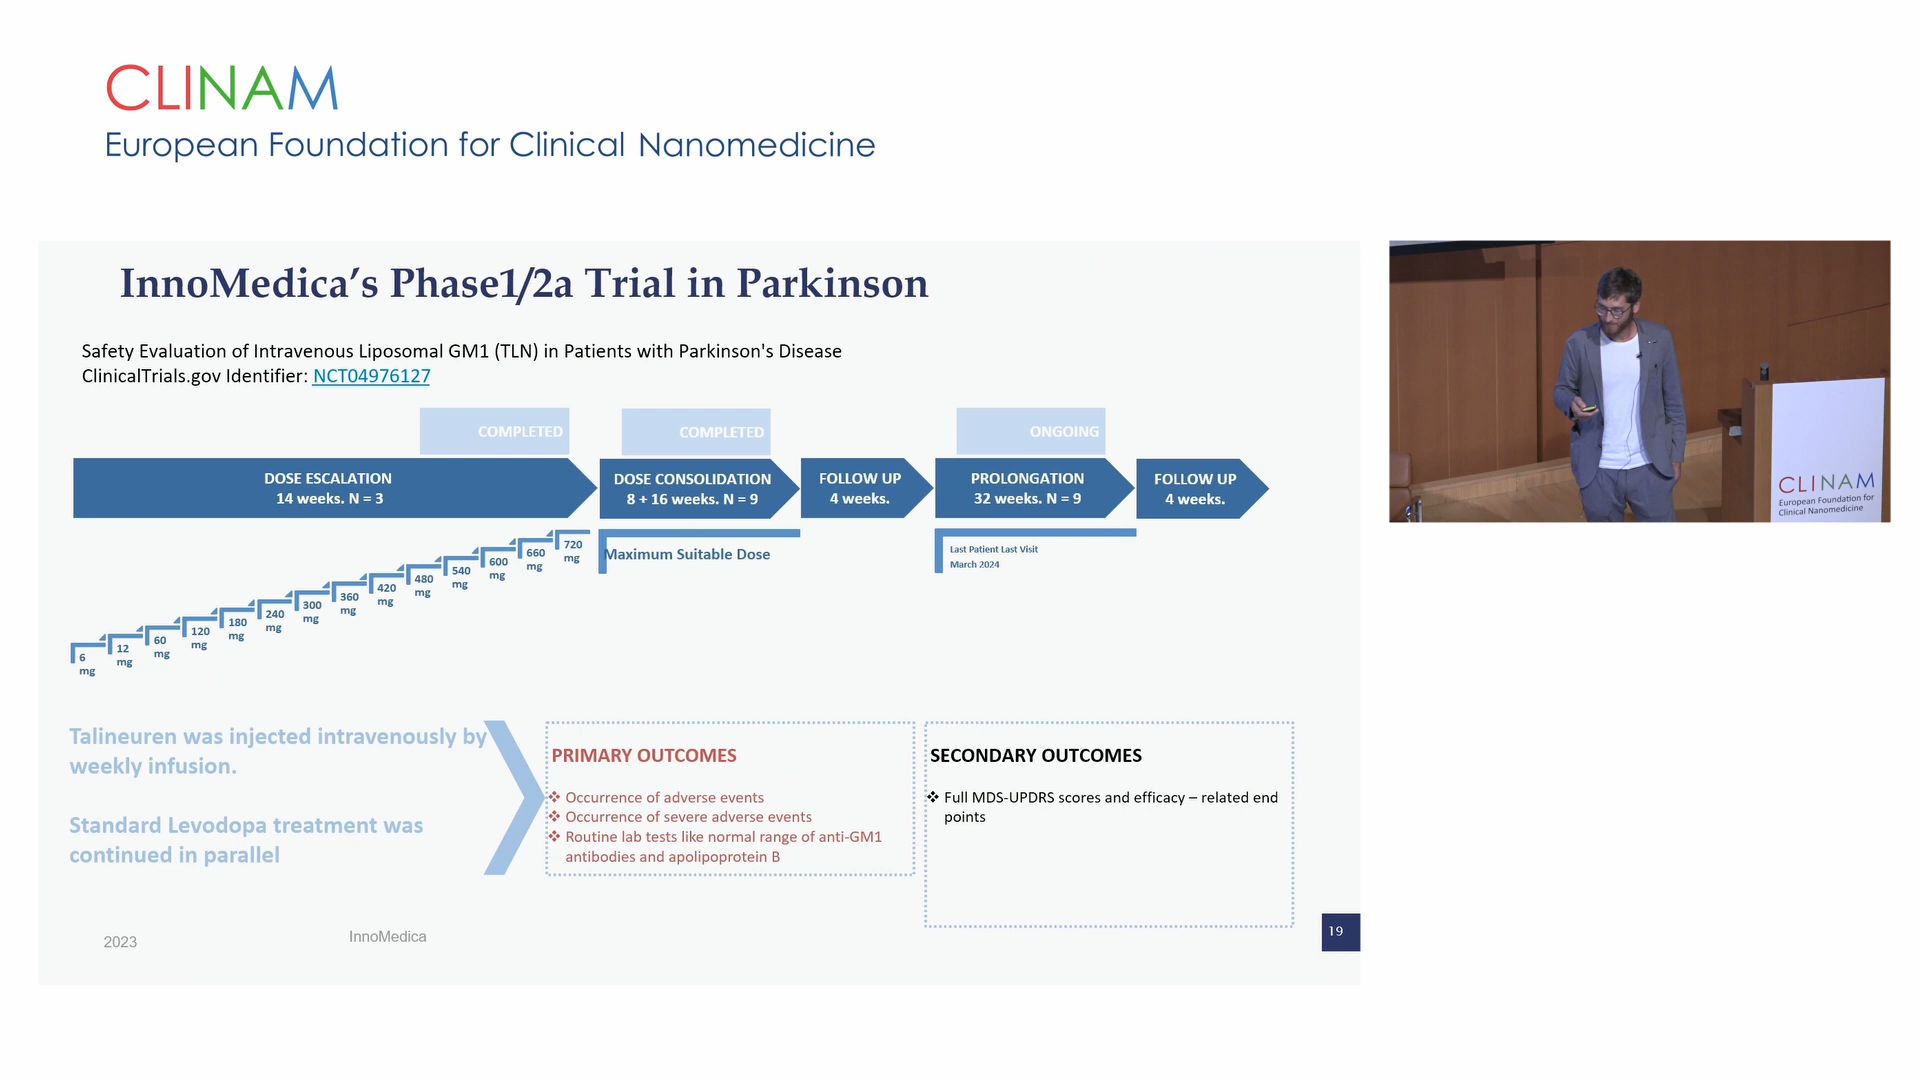 CLINAM
European Foundation for Clinical Nanomedicine
InnoMedica’s Phase1/2a Trial in Parkinson
Safety Evaluation of Intravenous Liposomal GM1 (TLN) in Patients with Parkinson's Disease
ClinicalTrials.gov Identifier: NCT04976127
COMPLETED
COMPLETED
ONGOING
DOSE ESCALATION
14 weeks. N = 3
DOSE CONSOLIDATION
8 + 16 weeks. N = 9
FOLLOW UP
4 weeks.
PROLONGATION
32 weeks. N = 9
FOLLOW UP
4 weeks.
6
mg
12
mg
60
mg
120
mg
180
mg
240
mg
300
mg
360
mg
420
mg
480
mg
540
mg
600
mg
660
mg
720
mg
Maximum Suitable Dose
Last Patient Last Visit
March 2024
Talineuren was injected intravenously by
weekly infusion.
Standard Levodopa treatment was
continued in parallel
PRIMARY OUTCOMES
❖ Occurrence of adverse events
❖ Occurrence of severe adverse events
❖ Routine lab tests like normal range of anti-GM1
antibodies and apolipoprotein B
SECONDARY OUTCOMES
❖ Full MDS-UPDRS scores and efficacy – related end
points
2023
InnoMedica
19
CLINAM
European Foundation for
Clinical Nanomedicine